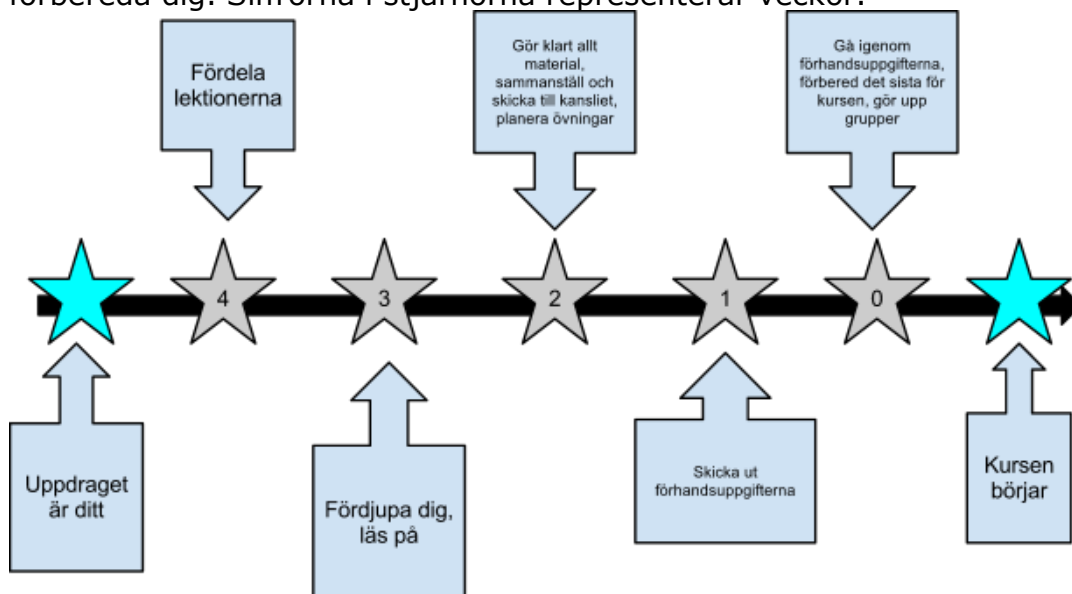 förbereda dig. Siffrorna i stjärnorna representerar veckor.
Fördela
lektionerna
Gör klart allt
material,
sammanställ och
skicka till kansliet,
planera övningar
Gå igenom
förhandsuppgifterna,
förbered det sista för
kursen, gör upp
grupper
4
3
2
1
0
Uppdraget
är ditt
Fördjupa dig,
läs på
Skicka ut
förhandsuppgifterna
Kursen
börjar